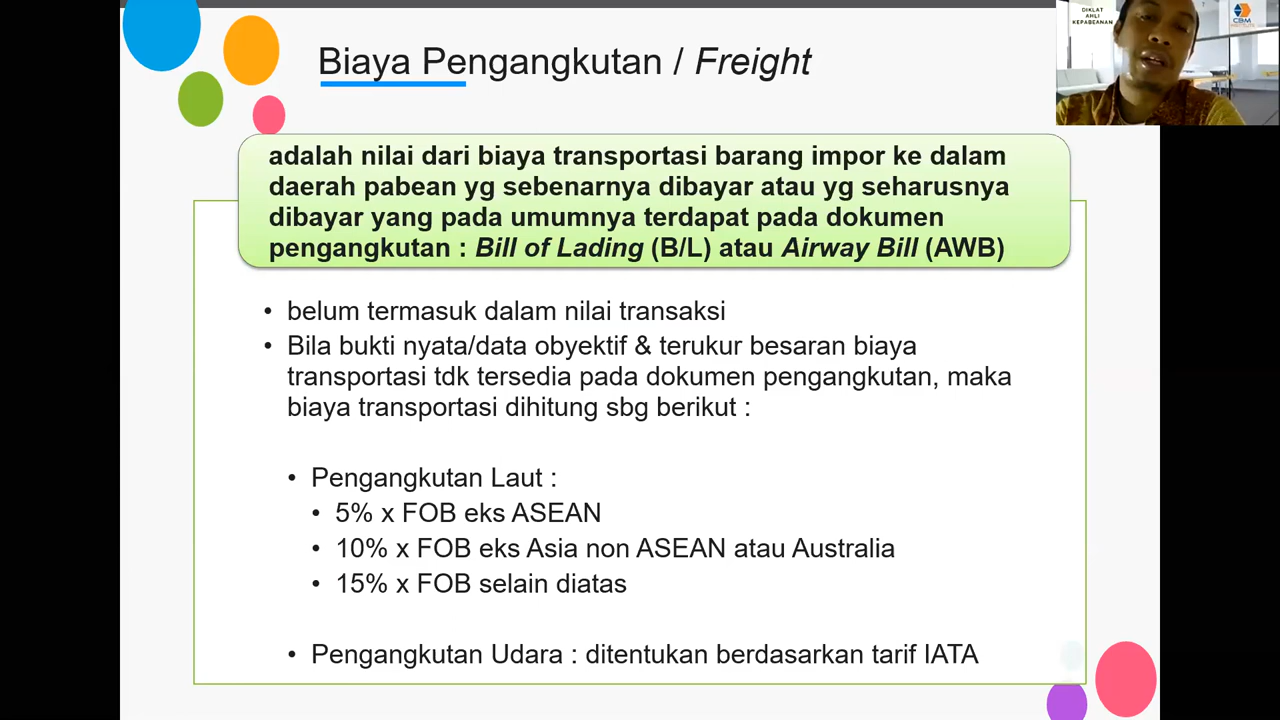 Biaya Pengangkutan / Freight
DIKLAT
AHLI
KEPABEANAN
CBM
adalah nilai dari biaya transportasi barang impor ke dalam
daerah pabean yg sebenarnya dibayar atau yg seharusnya
dibayar yang pada umumnya terdapat pada dokumen
pengangkutan : Bill of Lading (B/L) atau Airway Bill (AWB)
• belum termasuk dalam nilai transaksi
• Bila bukti nyata/data obyektif & terukur besaran biaya
transportasi tdk tersedia pada dokumen pengangkutan, maka
biaya transportasi dihitung sbg berikut :
• Pengangkutan Laut :
• 5% x FOB eks ASEAN
• 10% x FOB eks Asia non ASEAN atau Australia
• 15% x FOB selain diatas
• Pengangkutan Udara : ditentukan berdasarkan tarif IATA